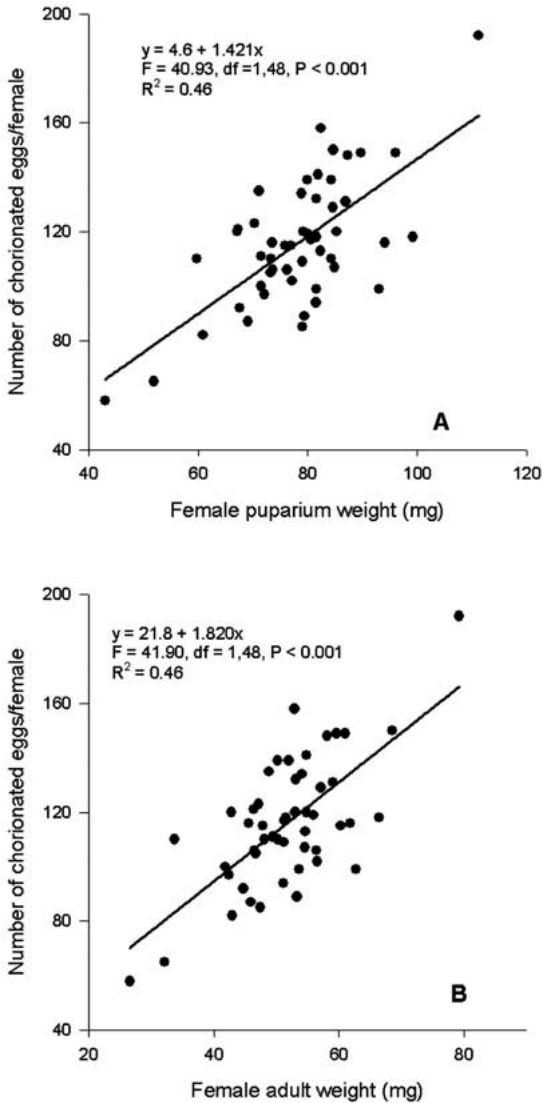 200
y = 4.6 + 1.421x
F = 40.93, df =1,48, P < 0.001
R² = 0.46
160
120
80
40
Number of chorionated eggs/female
A
40 60 80 100 120
Female puparium weight (mg)
200
y = 21.8 + 1.820x
F = 41.90, df = 1,48, P < 0.001
R² = 0.46
160
120
80
40
Number of chorionated eggs/female
B
20 40 60 80
Female adult weight (mg)